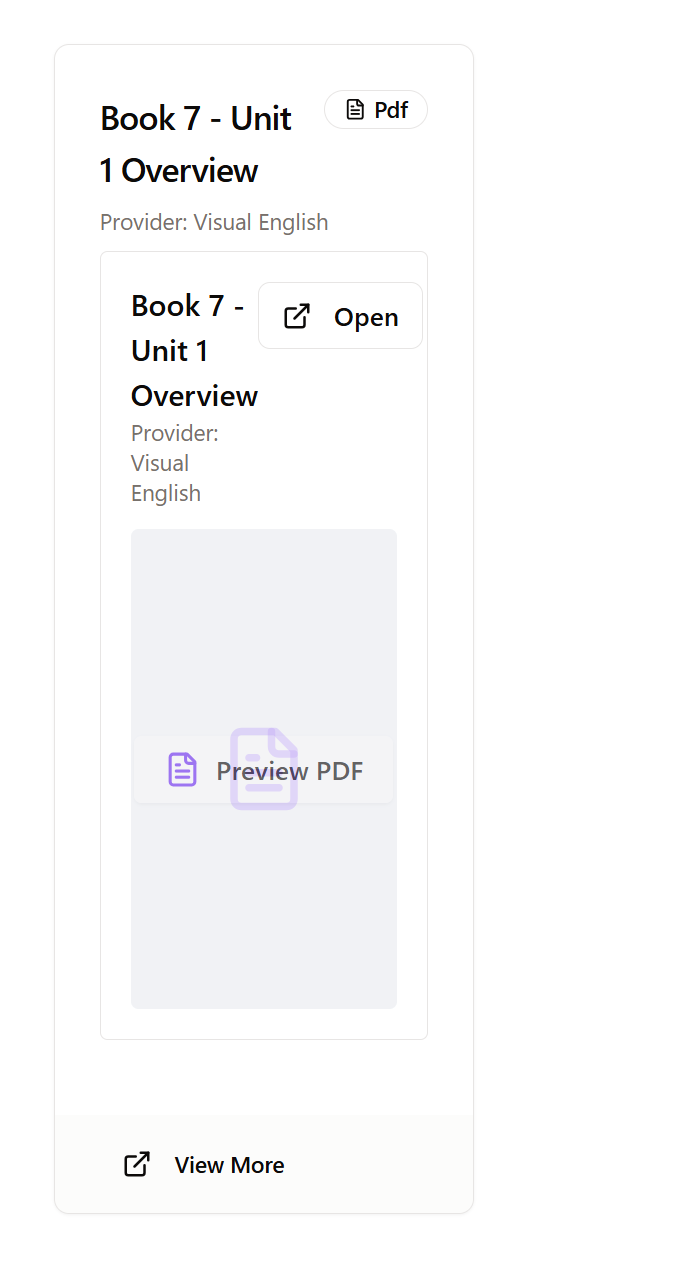 Book 7 - Unit
1 Overview
Pdf
Provider: Visual English
Book 7 -
Unit 1
Overview
Open
Provider:
Visual
English
Preview PDF
View More